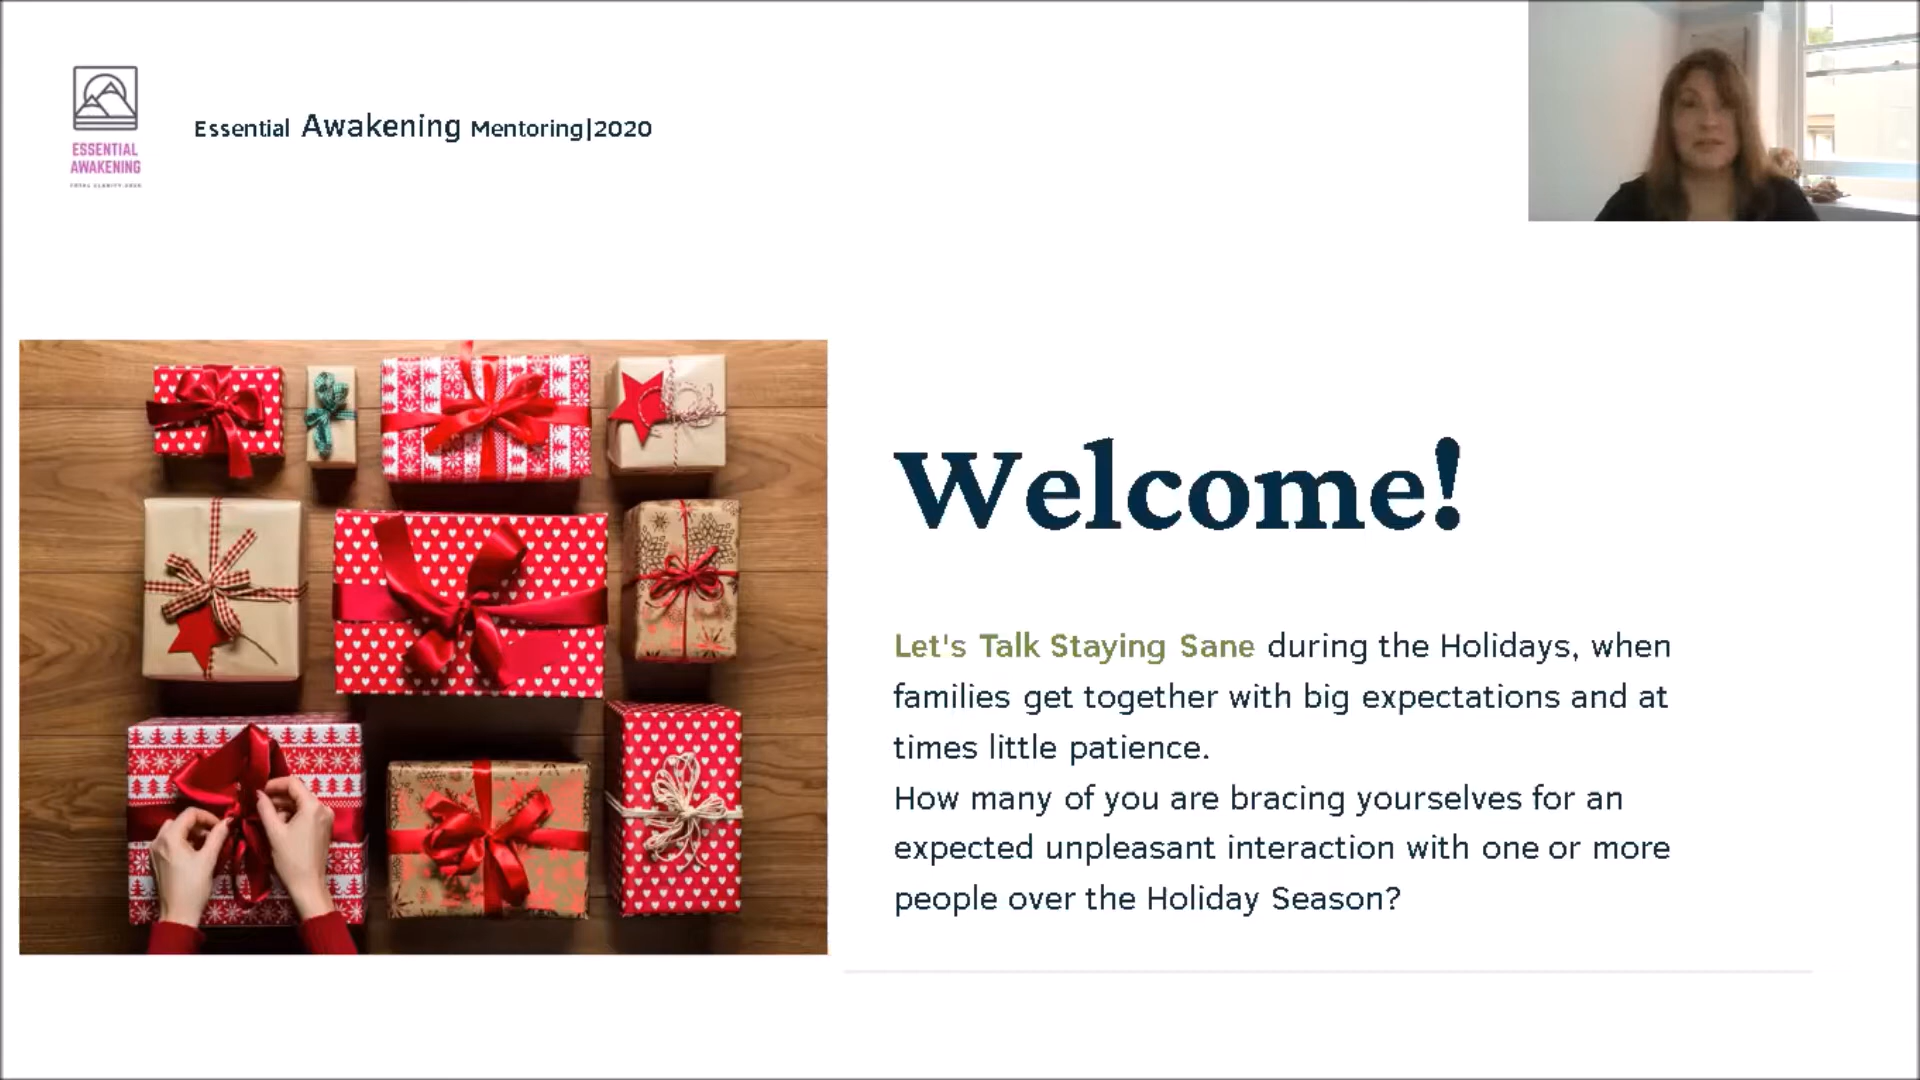 Essential Awakening Mentoring|2020
ESSENTIAL
AWAKENING
Welcome!
Let's Talk Staying Sane during the Holidays, when
families get together with big expectations and at
times little patience.
How many of you are bracing yourselves for an
expected unpleasant interaction with one or more
people over the Holiday Season?